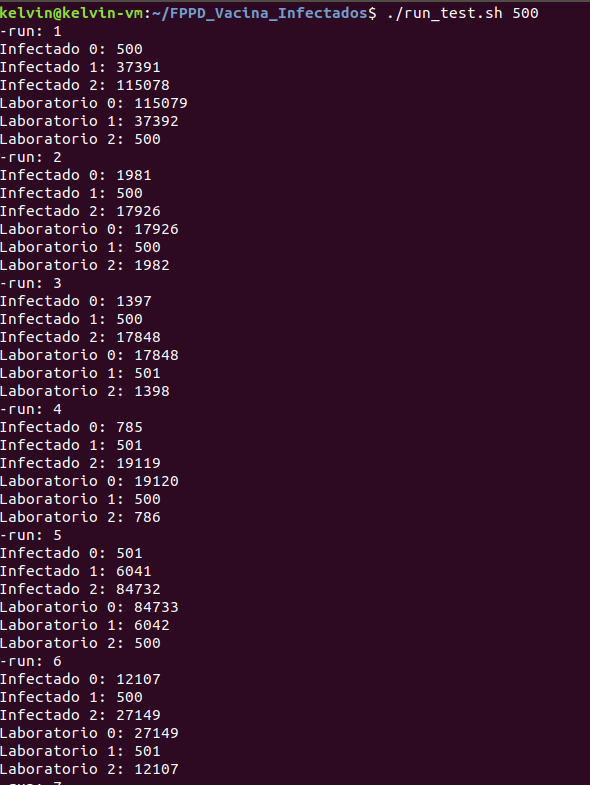 kelvin@kelvin-vm:~/FPPD_Vacina_Infectados$ ./run_test.sh 500
-run: 1
Infectado 0: 500
Infectado 1: 37391
Infectado 2: 115078
Laboratorio 0: 115079
Laboratorio 1: 37392
Laboratorio 2: 500
-run: 2
Infectado 0: 1981
Infectado 1: 500
Infectado 2: 17926
Laboratorio 0: 17926
Laboratorio 1: 500
Laboratorio 2: 1982
-run: 3
Infectado 0: 1397
Infectado 1: 500
Infectado 2: 17848
Laboratorio 0: 17848
Laboratorio 1: 501
Laboratorio 2: 1398
-run: 4
Infectado 0: 785
Infectado 1: 501
Infectado 2: 19119
Laboratorio 0: 19120
Laboratorio 1: 500
Laboratorio 2: 786
-run: 5
Infectado 0: 501
Infectado 1: 6041
Infectado 2: 84732
Laboratorio 0: 84733
Laboratorio 1: 6042
Laboratorio 2: 500
-run: 6
Infectado 0: 12107
Infectado 1: 500
Infectado 2: 27149
Laboratorio 0: 27149
Laboratorio 1: 501
Laboratorio 2: 12107